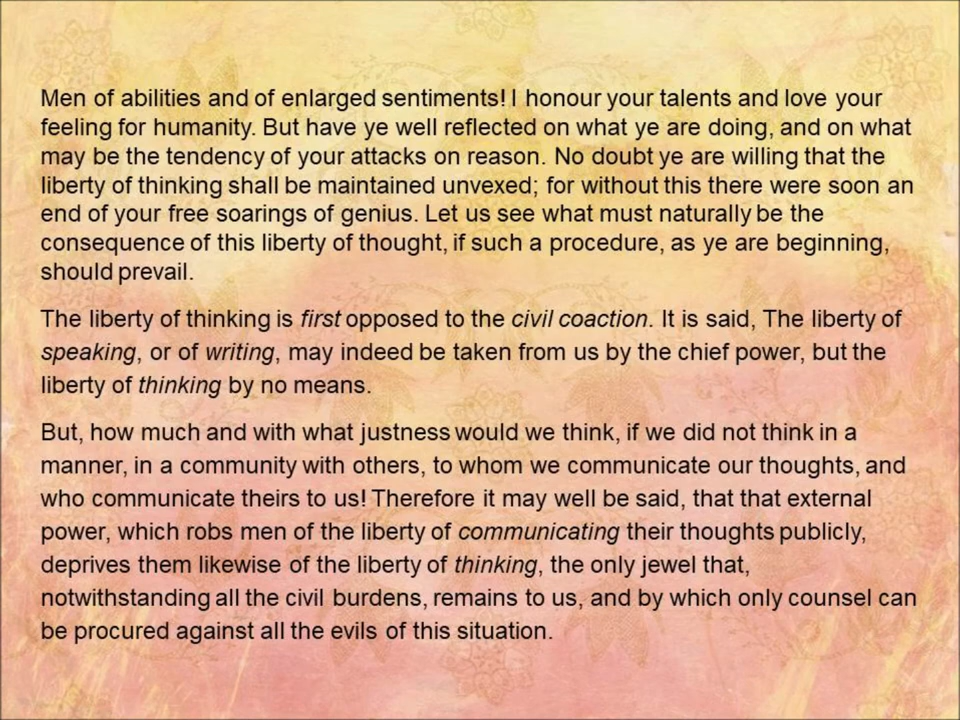 Men of abilities and of enlarged sentiments! I honour your talents and love your
feeling for humanity. But have ye well reflected on what ye are doing, and on what
may be the tendency of your attacks on reason. No doubt ye are willing that the
liberty of thinking shall be maintained unvexed; for without this there were soon an
end of your free soarings of genius. Let us see what must naturally be the
consequence of this liberty of thought, if such a procedure, as ye are beginning,
should prevail.
The liberty of thinking is first opposed to the civil coaction. It is said, The liberty of
speaking, or of writing, may indeed be taken from us by the chief power, but the
liberty of thinking by no means.
But, how much and with what justness would we think, if we did not think in a
manner, in a community with others, to whom we communicate our thoughts, and
who communicate theirs to us! Therefore it may well be said, that that external
power, which robs men of the liberty of communicating their thoughts publicly,
deprives them likewise of the liberty of thinking, the only jewel that,
notwithstanding all the civil burdens, remains to us, and by which only counsel can
be procured against all the evils of this situation.